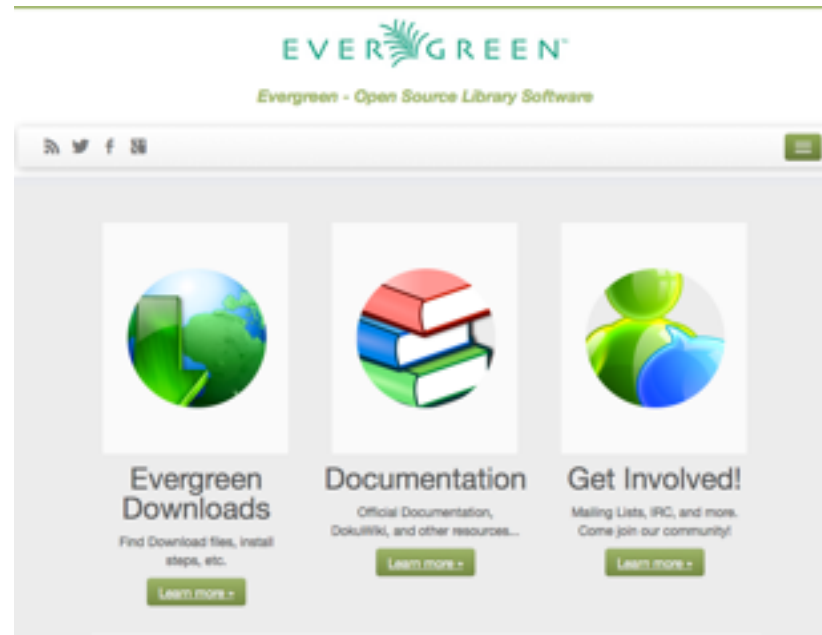 EVERGREEN™
Evergreen - Open Source Library Software
Evergreen
Downloads
Find Download files, install
steps, etc.
Learn more »
Documentation
Official Documentation,
DokuWiki, and other resources...
Learn more »
Get Involved!
Mailing Lists, IRC, and more.
Come join our community!
Learn more »